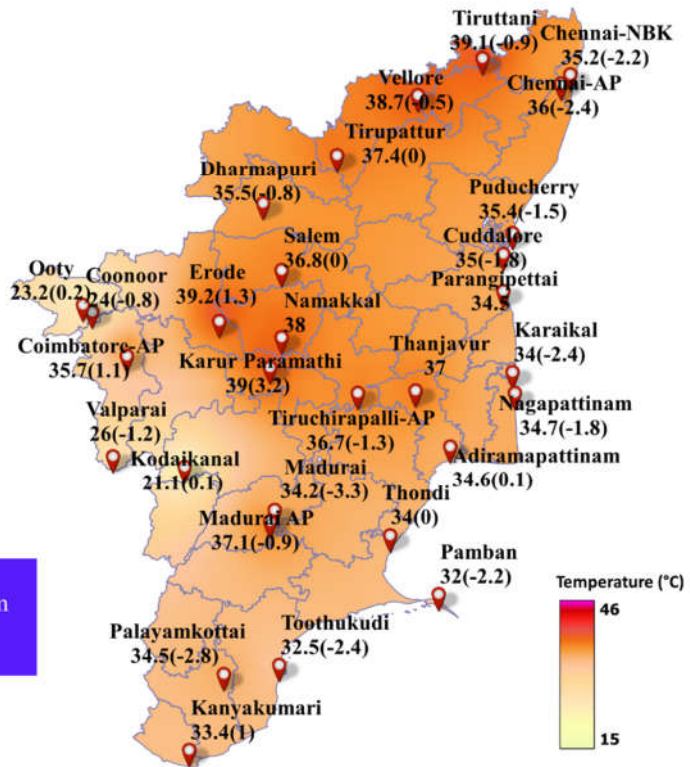 Tiruttani
39.1(-0.9)
Chennai-NBK
35.2(-2.2)
Vellore
38.7(-0.5)
Chennai-AP
36(-2.4)
Tirupattur
37.4(0)
Dharmapuri
35.5(-0.8)
Puducherry
35.4(-1.5)
Salem
36.8(0)
Cuddalore
35(-1.8)
Ooty
23.2(0.2)
Coonoor
24(-0.8)
Erode
39.2(1.3)
Namakkal
38
Parangipettai
34.5
Karaikal
34(-2.4)
Coimbatore-AP
35.7(1.1)
Karur Paramathi
39(3.2)
Thanjavur
37
Nagapattinam
34.7(-1.8)
Valparai
26(-1.2)
Tiruchirapalli-AP
36.7(-1.3)
Kodaikanal
21.1(0.1)
Madurai
34.2(-3.3)
Adiramapattinam
34.6(0.1)
Thondi
34(0)
Madurai AP
37.1(-0.9)
Pamban
32(-2.2)
Temperature (°C)
46
15
Palayamkottai
34.5(-2.8)
Toothukudi
32.5(-2.4)
Kanyakumari
33.4(1)